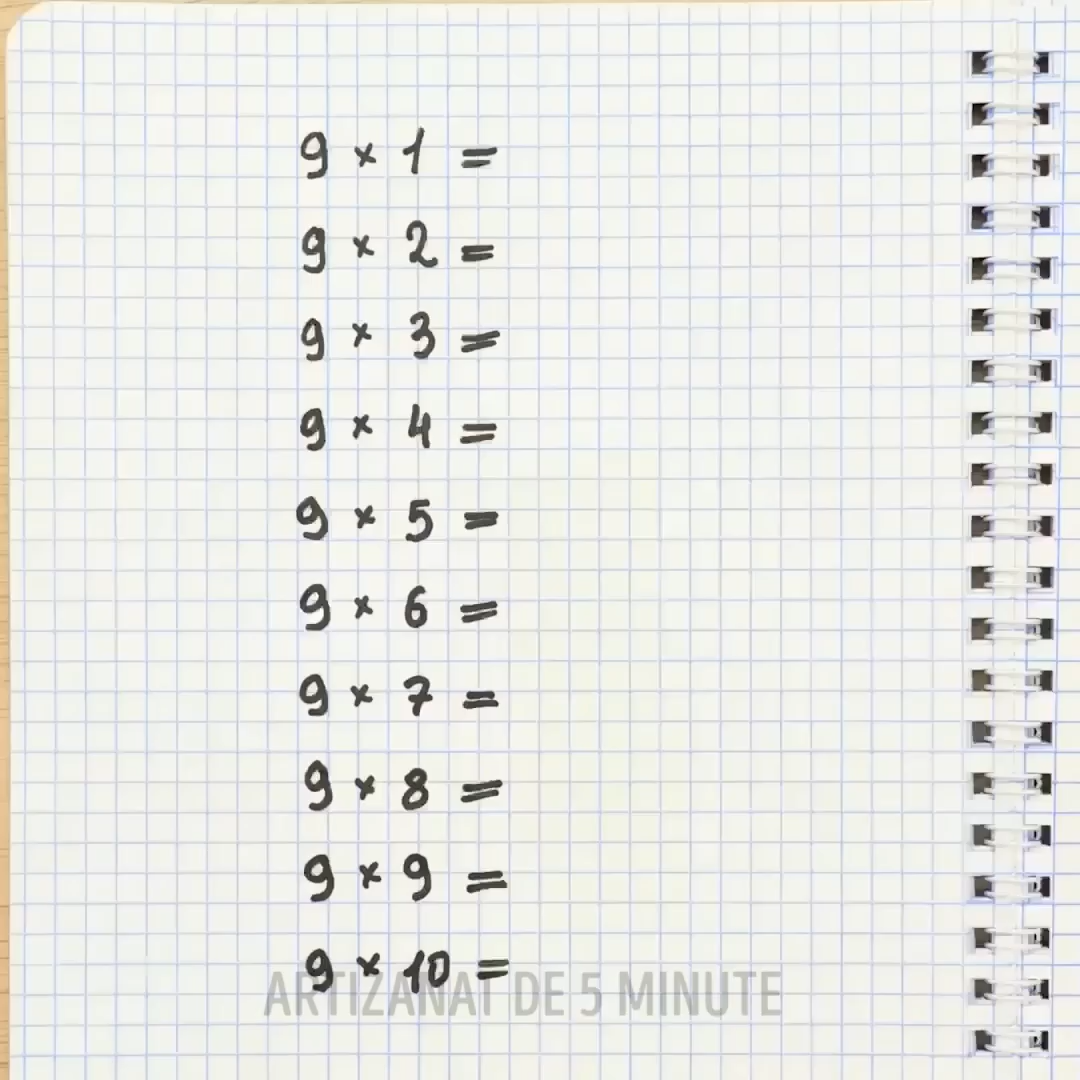 9 × 1 =
9 × 2 =
9 × 3 =
9 × 4 =
9 × 5 =
9 × 6 =
9 × 7 =
9 × 8 =
9 × 9 =
9 × 10 =
ARTIZANAT DE 5 MINUTE